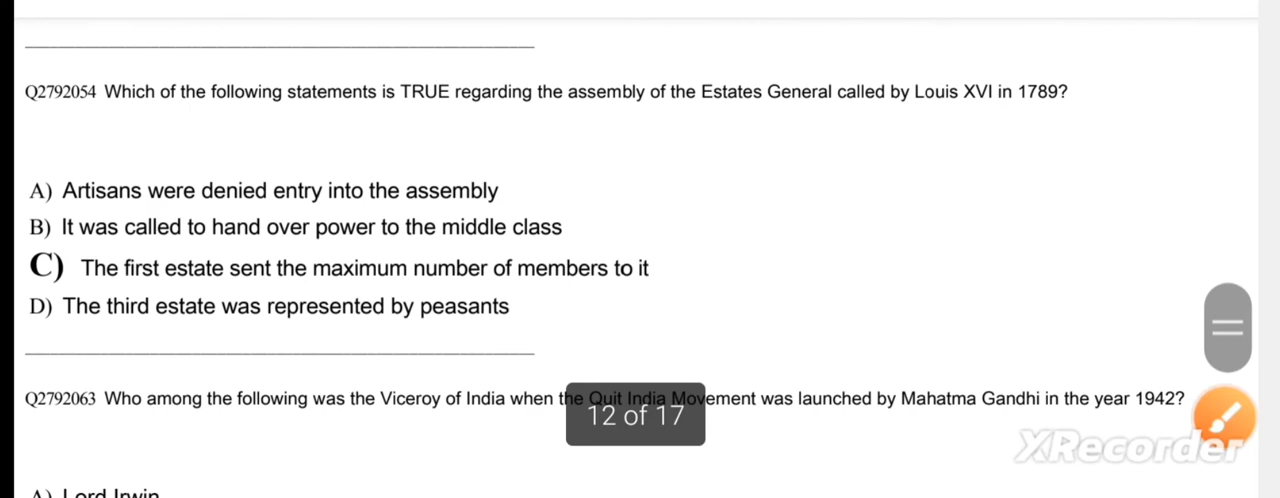 Q2792054 Which of the following statements is TRUE regarding the assembly of the Estates General called by Louis XVI in 1789?
A) Artisans were denied entry into the assembly
B) It was called to hand over power to the middle class
C) The first estate sent the maximum number of members to it
D) The third estate was represented by peasants
Q2792063 Who among the following was the Viceroy of India when the Quit India Movement was launched by Mahatma Gandhi in the year 1942?
12 of 17
XRecorder
A) Lord Irwin